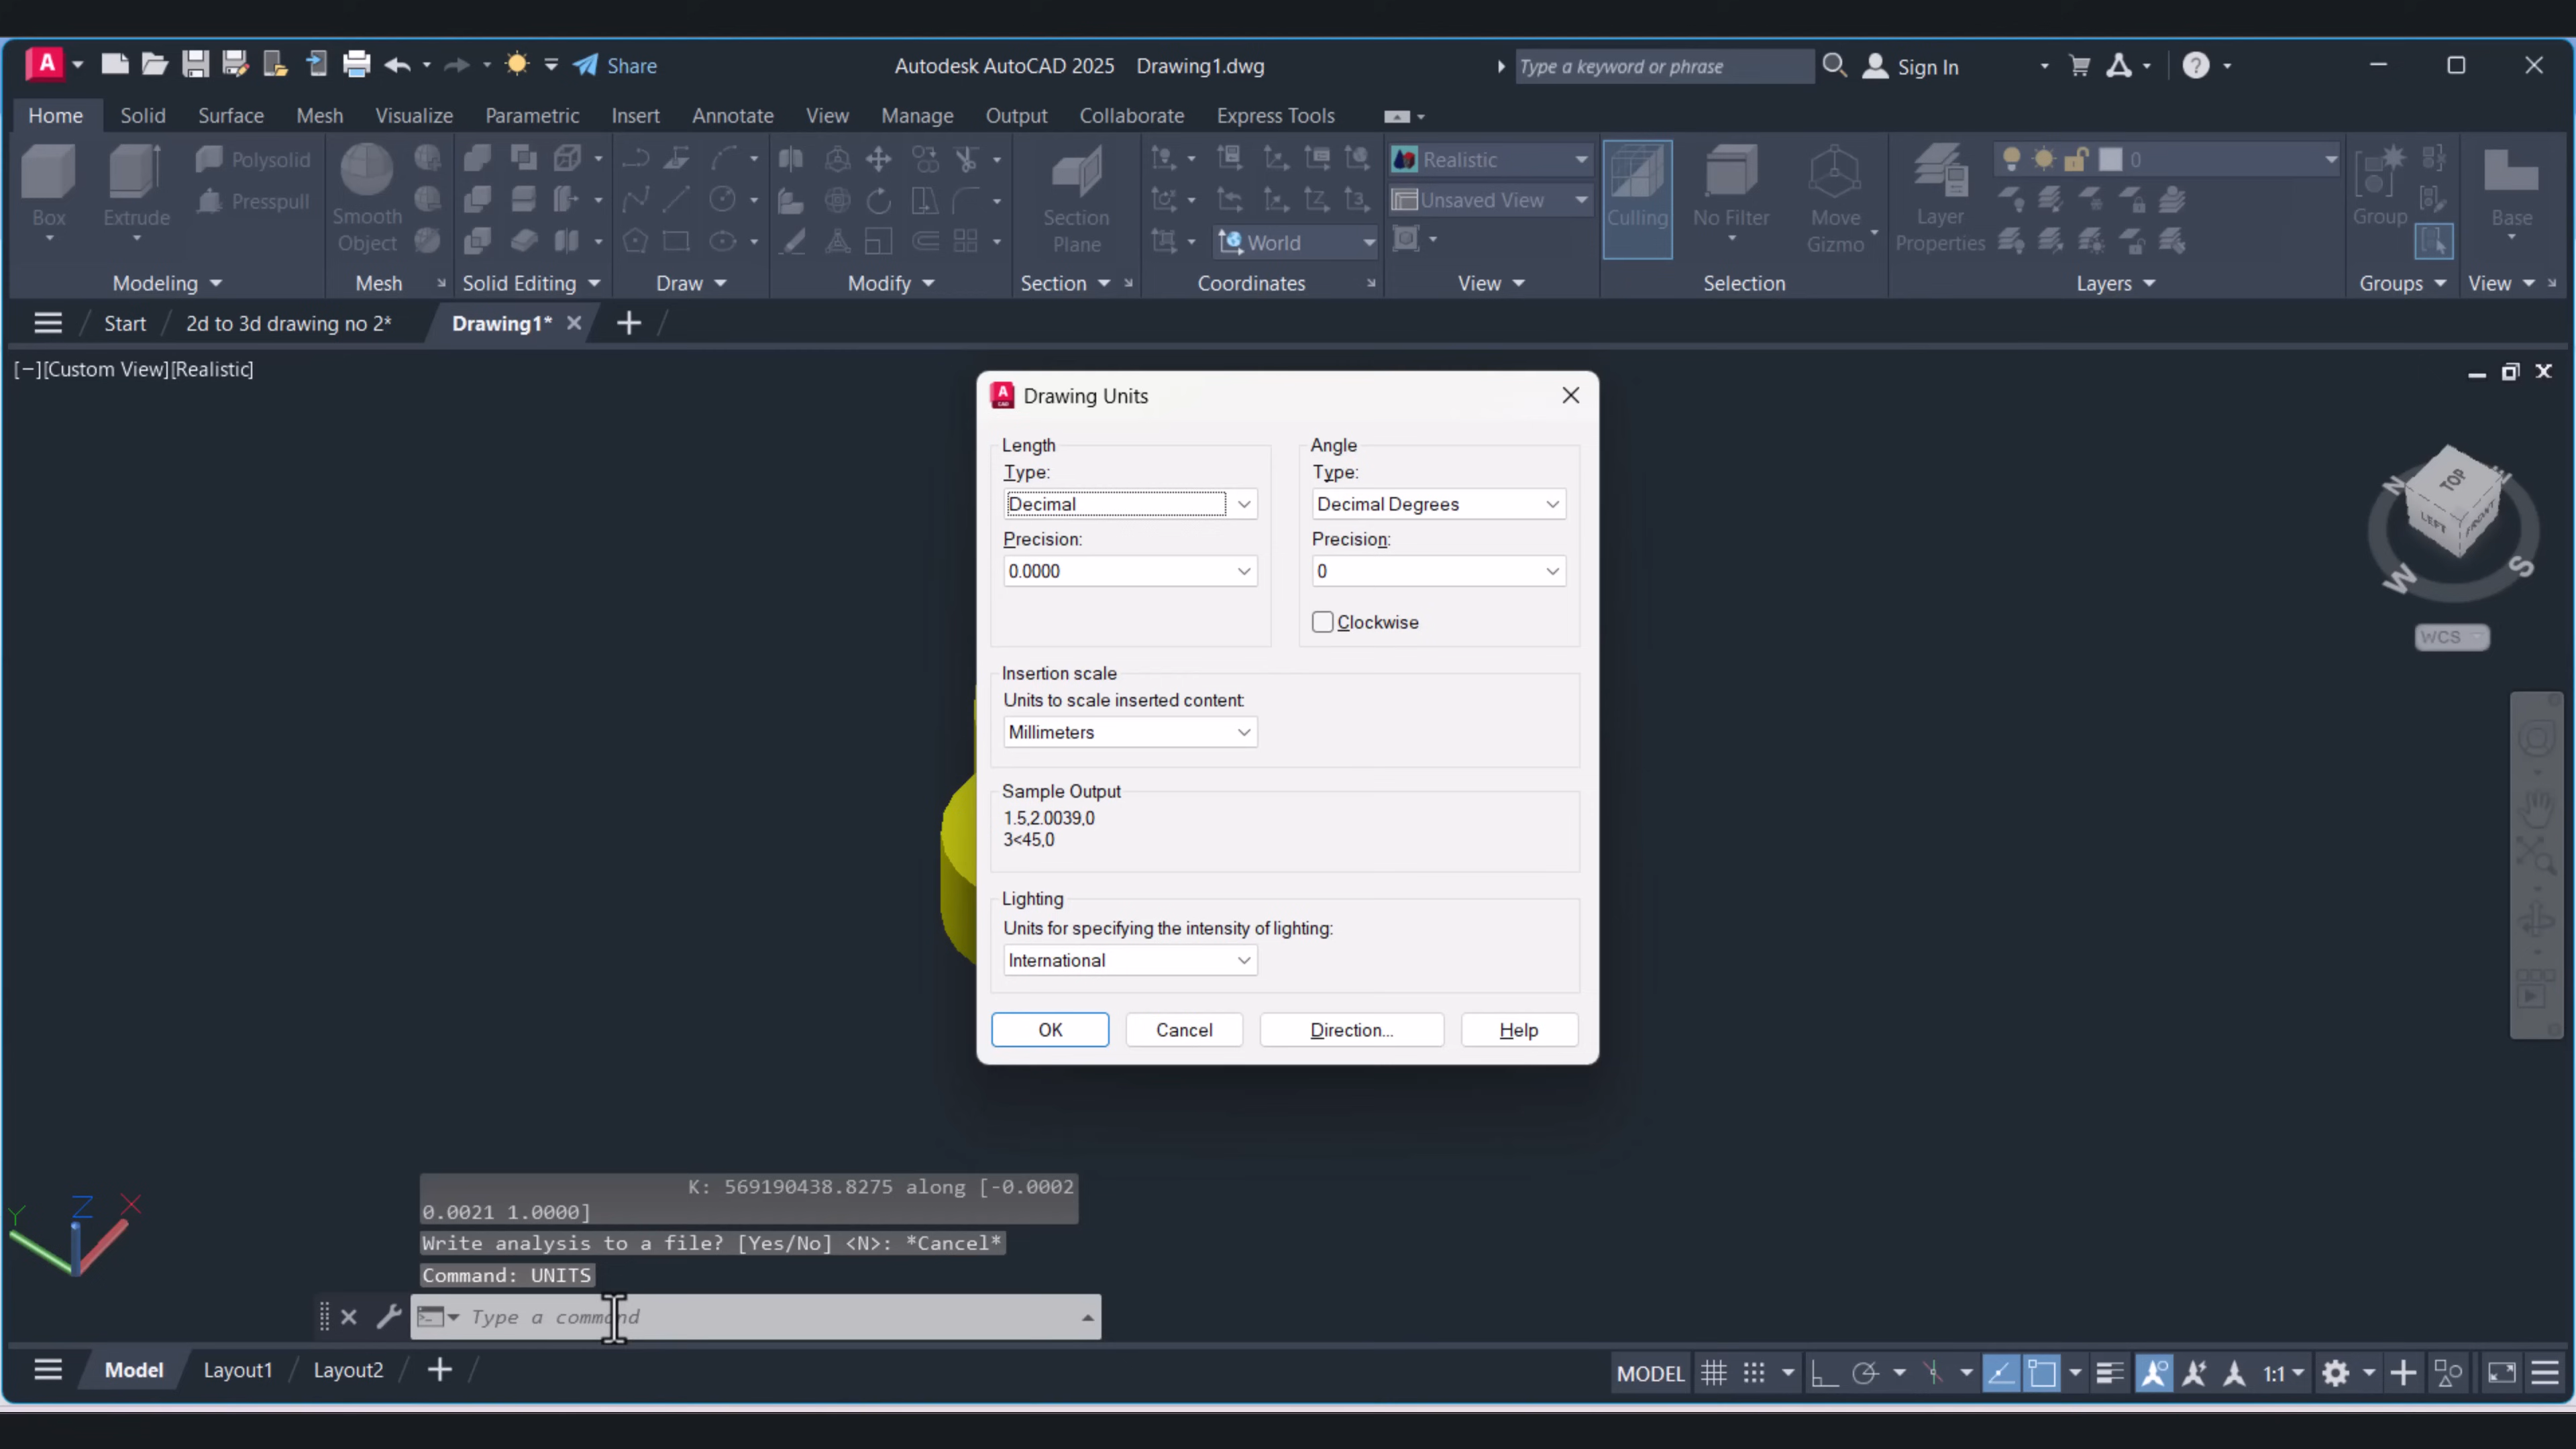 A
Share
Autodesk AutoCAD 2025 Drawing1.dwg
Type a keyword or phrase
Sign In
Home Solid Surface Mesh Visualize Parametric Insert Annotate View Manage Output Collaborate Express Tools
Box
Extrude
Polysolid
Presspull
Smooth
Object
Section
Plane
Realistic
Unsaved View
World
Culling
No Filter
Move
Gizmo
Layer
Properties
0
Group
Base
Modeling Mesh Solid Editing Draw Modify Section Coordinates View Selection Layers Groups View
Start 2d to 3d drawing no 2* Drawing1*
[−][Custom View][Realistic]
A
CAD
Drawing Units
Length
Type:
Decimal
Precision:
0.0000
Angle
Type:
Decimal Degrees
Precision:
0
Clockwise
Insertion scale
Units to scale inserted content:
Millimeters
Sample Output
1.5,2.0039,0
3<45,0
Lighting
Units for specifying the intensity of lighting:
International
OK Cancel Direction... Help
N
TOP
LEFT
FRONT
W
S
WCS
Y Z X
K: 569190438.8275 along [-0.0002
0.0021 1.0000]
Write analysis to a file? [Yes/No] <N>: *Cancel*
Command: UNITS
Type a command
Model Layout1 Layout2
MODEL
1:1